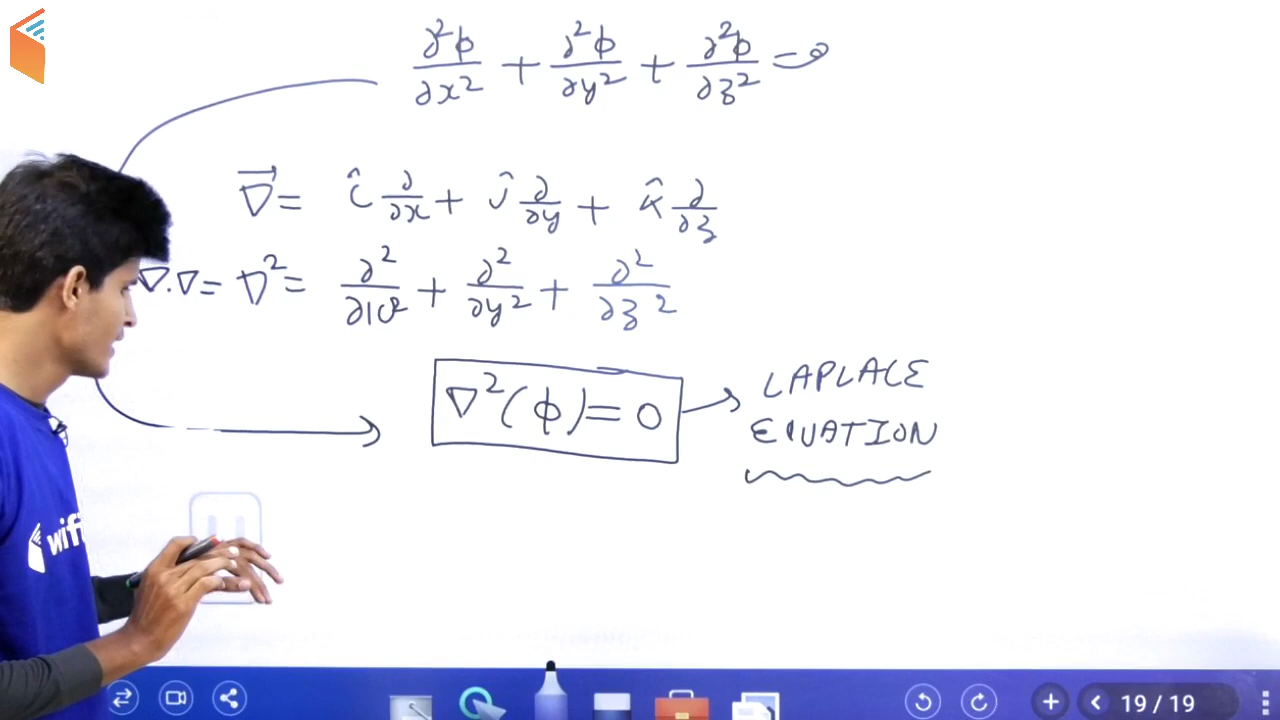 ∂²ϕ/∂x² + ∂²ϕ/∂y² + ∂²ϕ/∂z² = 0
∇⃗ = î ∂/∂x + ĵ ∂/∂y + k̂ ∂/∂z
∇.∇ = ∇² = ∂²/∂x² + ∂²/∂y² + ∂²/∂z²
∇²(ϕ) = 0 → LAPLACE
EQUATION
wifi
19 / 19